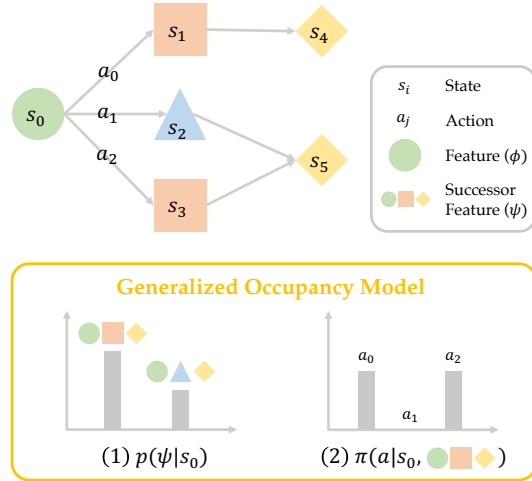 s₁
s₄
a₀
s₀
a₁
s₂
a₂
s₅
s₃
sᵢ State
aⱼ Action
Feature (ϕ)
Successor
Feature (ψ)
Generalized Occupancy Model
a₀
a₂
a₁
(1) p(ψ|s₀)
(2) π(a|s₀, )